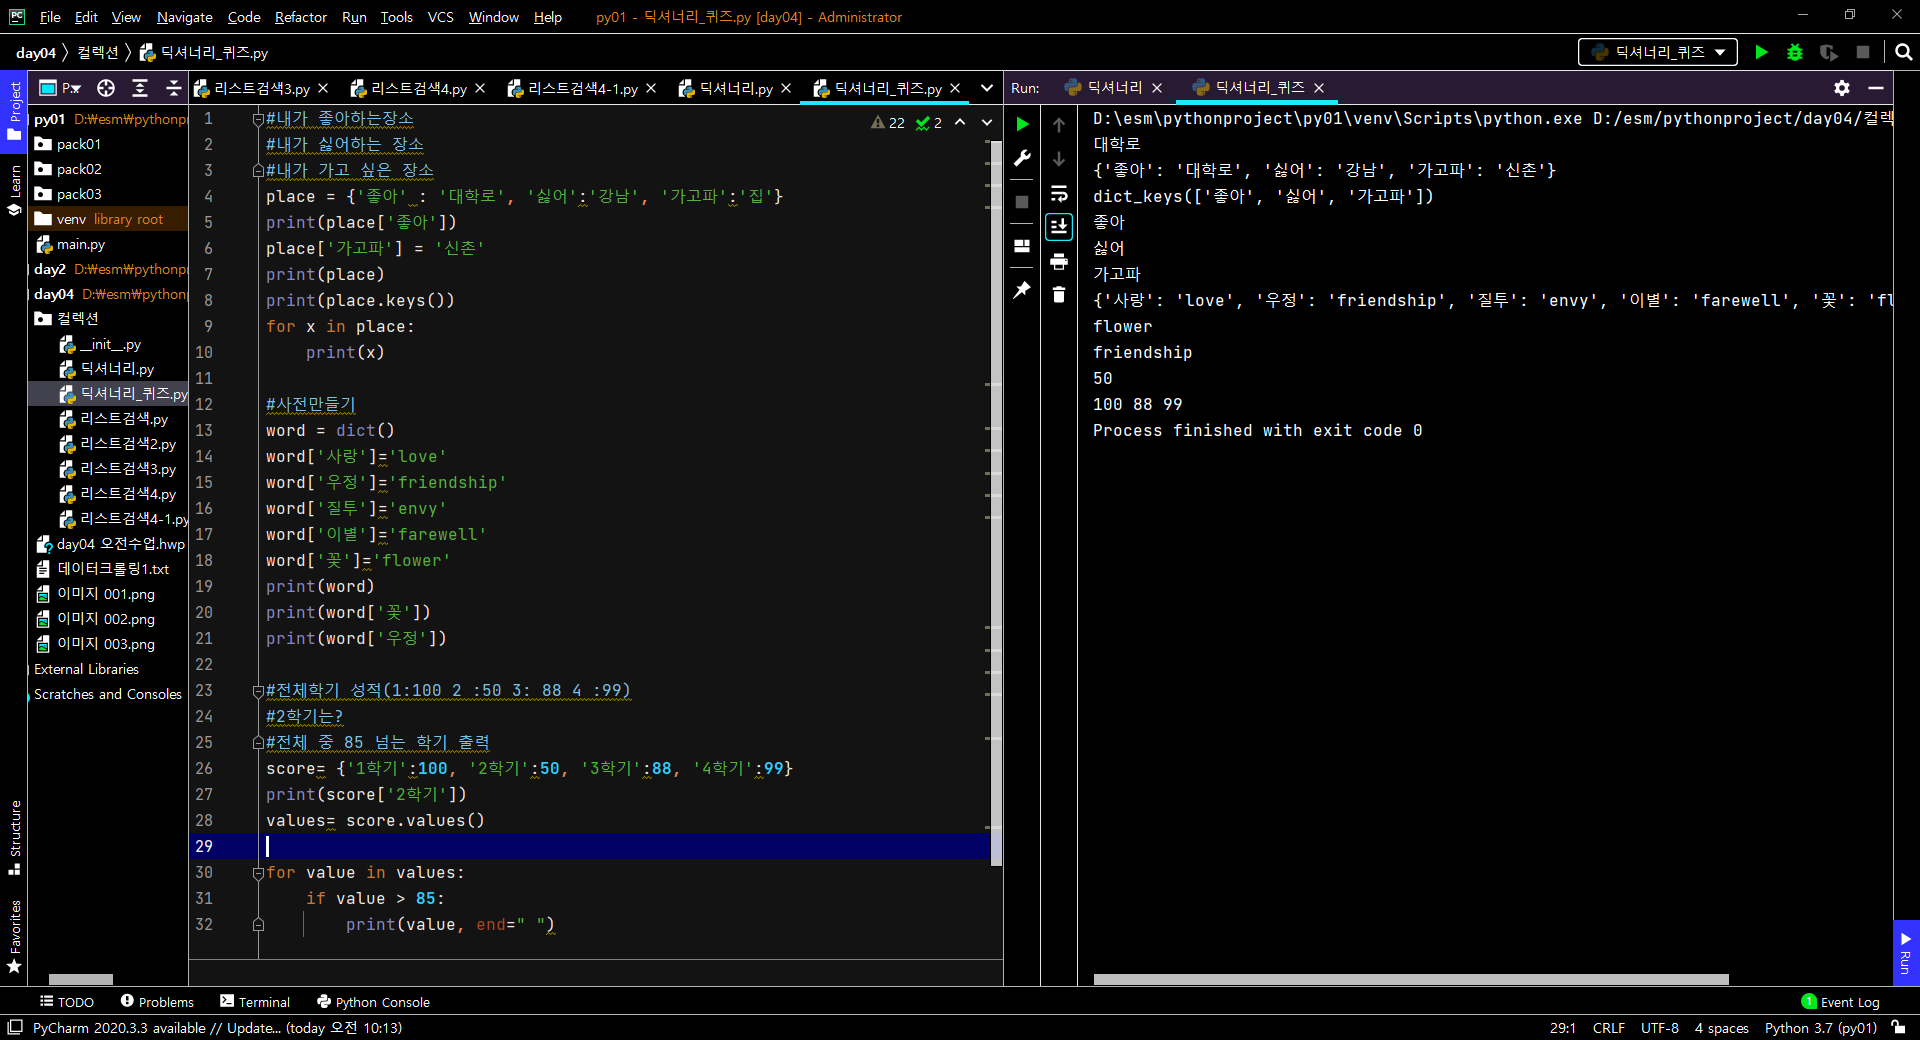 File Edit View Navigate Code Refactor Run Tools VCS Window Help py01 - 딕셔너리_퀴즈.py [day04] - Administrator
day04 〉 컬렉션 〉 딕셔너리_퀴즈.py
딕셔너리_퀴즈
Project
Learn
Structure
Favorites
P...
py01 D:₩esm₩pythonpr
pack01
pack02
pack03
venv library root
main.py
day2 D:₩esm₩pythonpr
day04 D:₩esm₩pythonp
컬렉션
__init__.py
딕셔너리.py
딕셔너리_퀴즈.py
리스트검색.py
리스트검색2.py
리스트검색3.py
리스트검색4.py
리스트검색4-1.py
day04 오전수업.hwp
데이터크롤링1.txt
이미지 001.png
이미지 002.png
이미지 003.png
External Libraries
Scratches and Consoles
리스트검색3.py 리스트검색4.py 리스트검색4-1.py 딕셔너리.py 딕셔너리_퀴즈.py
22 2
1 #내가 좋아하는장소
2 #내가 싫어하는 장소
3 #내가 가고 싶은 장소
4 place = {'좋아' : '대학로', '싫어':'강남', '가고파':'집'}
5 print(place['좋아'])
6 place['가고파'] = '신촌'
7 print(place)
8 print(place.keys())
9 for x in place:
10 print(x)
11
12 #사전만들기
13 word = dict()
14 word['사랑']='love'
15 word['우정']='friendship'
16 word['질투']='envy'
17 word['이별']='farewell'
18 word['꽃']='flower'
19 print(word)
20 print(word['꽃'])
21 print(word['우정'])
22
23 #전체학기 성적(1:100 2 :50 3: 88 4 :99)
24 #2학기는?
25 #전체 중 85 넘는 학기 출력
26 score= {'1학기':100, '2학기':50, '3학기':88, '4학기':99}
27 print(score['2학기'])
28 values= score.values()
29
30 for value in values:
31 if value > 85:
32 print(value, end=" ")
Run: 딕셔너리 딕셔너리_퀴즈
D:\esm\pythonproject\py01\venv\Scripts\python.exe D:/esm/pythonproject/day04/컬렉
대학로
{'좋아': '대학로', '싫어': '강남', '가고파': '신촌'}
dict_keys(['좋아', '싫어', '가고파'])
좋아
싫어
가고파
{'사랑': 'love', '우정': 'friendship', '질투': 'envy', '이별': 'farewell', '꽃': 'fl
flower
friendship
50
100 88 99
Process finished with exit code 0
Run
TODO Problems Terminal Python Console 1 Event Log
PyCharm 2020.3.3 available // Update... (today 오전 10:13) 29:1 CRLF UTF-8 4 spaces Python 3.7 (py01)